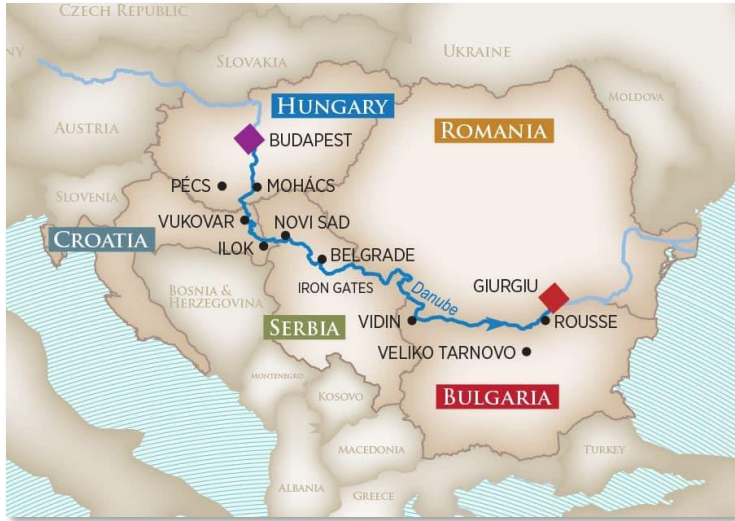 CZECH REPUBLIC
NY
SLOVAKIA
UKRAINE
MOLDOVA
AUSTRIA
HUNGARY
ROMANIA
BUDAPEST
PÉCS
MOHÁCS
SLOVENIA
VUKOVAR
NOVI SAD
CROATIA
ILOK
BELGRADE
BOSNIA &
HERZEGOVINA
IRON GATES
Danube
GIURGIU
SERBIA
VIDIN
ROUSSE
VELIKO TARNOVO
MONTENEGRO
KOSOVO
BULGARIA
MACEDONIA
TURKEY
ALBANIA
GREECE